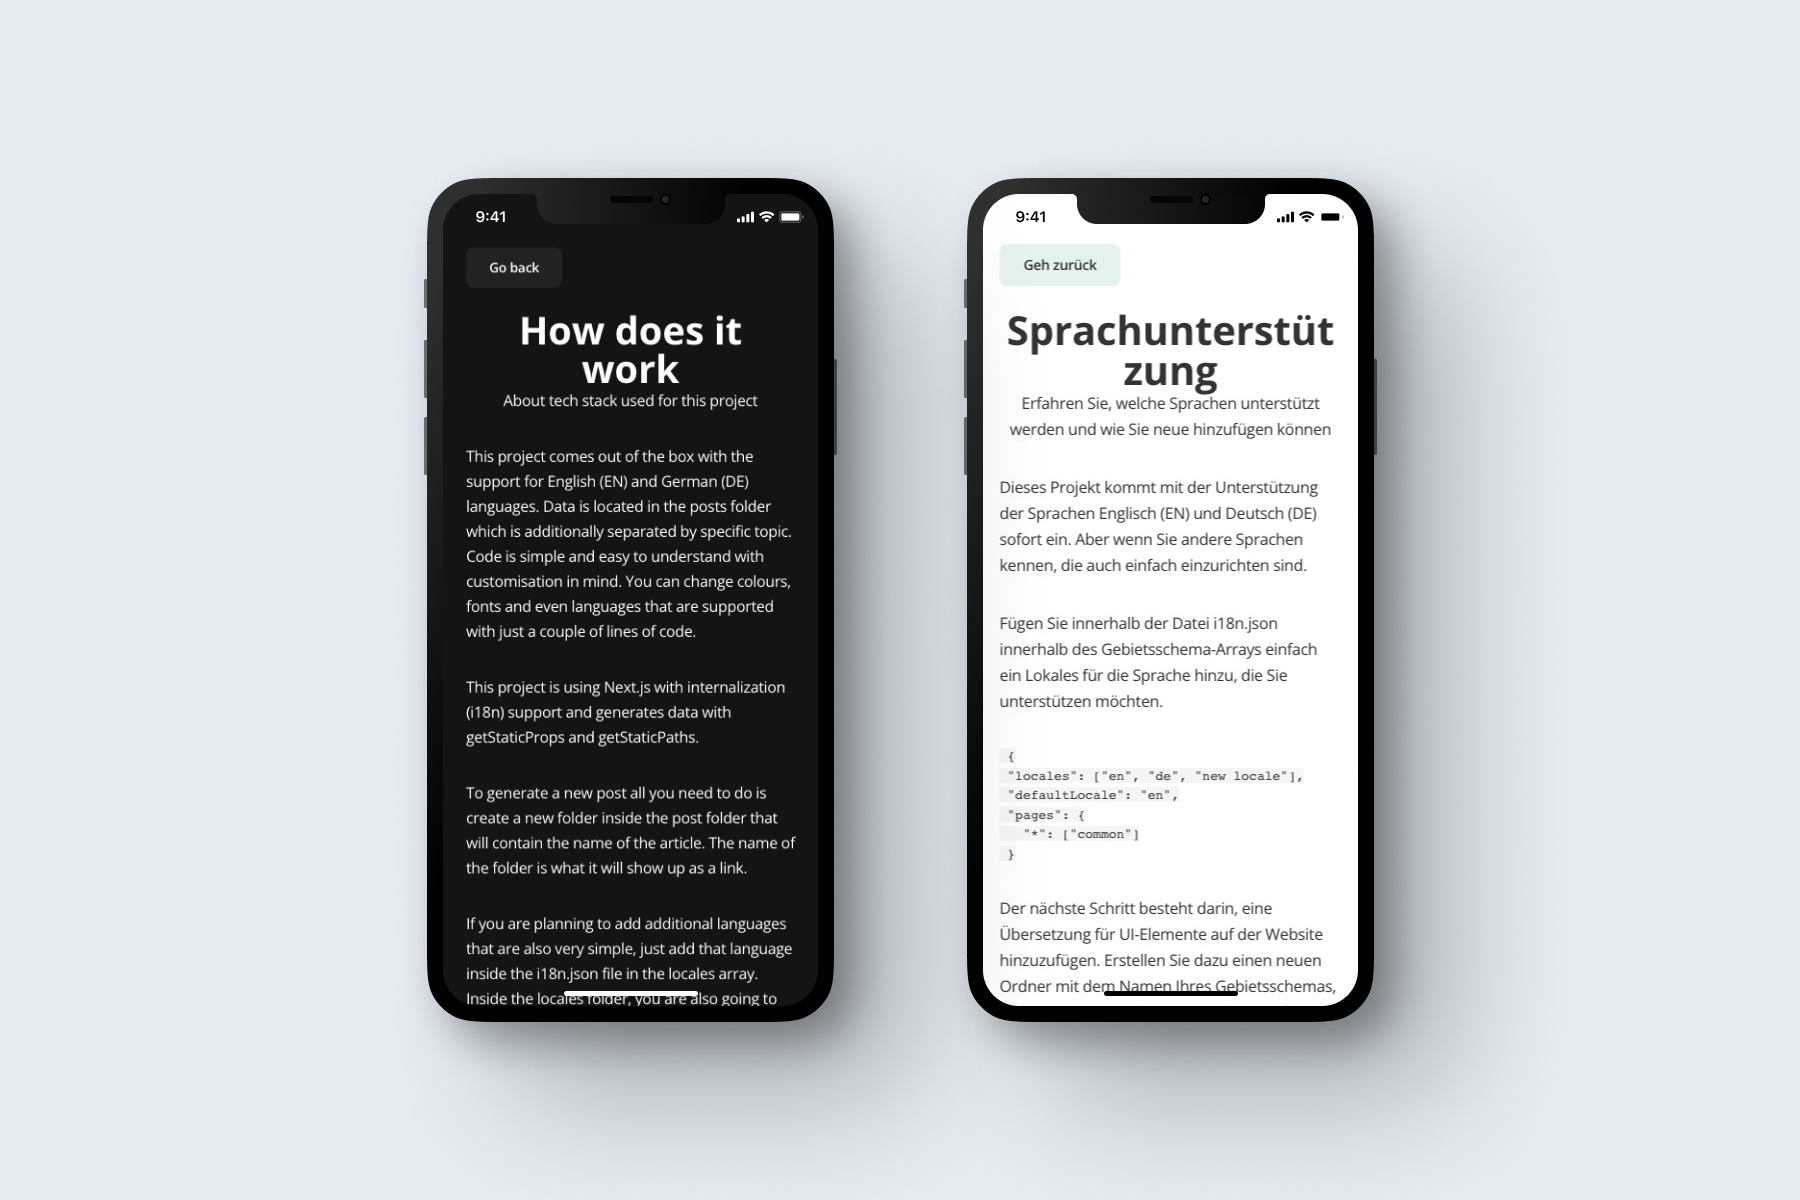 9:41
Go back
How does it
work
About tech stack used for this project
This project comes out of the box with the
support for English (EN) and German (DE)
languages. Data is located in the posts folder
which is additionally separated by specific topic.
Code is simple and easy to understand with
customisation in mind. You can change colours,
fonts and even languages that are supported
with just a couple of lines of code.
This project is using Next.js with internalization
(i18n) support and generates data with
getStaticProps and getStaticPaths.
To generate a new post all you need to do is
create a new folder inside the post folder that
will contain the name of the article. The name of
the folder is what it will show up as a link.
If you are planning to add additional languages
that are also very simple, just add that language
inside the i18n.json file in the locales array.
Inside the locales folder, you are also going to
9:41
Geh zurück
Sprachunterstüt
zung
Erfahren Sie, welche Sprachen unterstützt
werden und wie Sie neue hinzufügen können
Dieses Projekt kommt mit der Unterstützung
der Sprachen Englisch (EN) und Deutsch (DE)
sofort ein. Aber wenn Sie andere Sprachen
kennen, die auch einfach einzurichten sind.
Fügen Sie innerhalb der Datei i18n.json
innerhalb des Gebietsschema-Arrays einfach
ein Lokales für die Sprache hinzu, die Sie
unterstützen möchten.
{
"locales": ["en", "de", "new locale"],
"defaultLocale": "en",
"pages": {
"*": ["common"]
}
Der nächste Schritt besteht darin, eine
Übersetzung für UI-Elemente auf der Website
hinzuzufügen. Erstellen Sie dazu einen neuen
Ordner mit dem Namen Ihres Gebietsschemas,